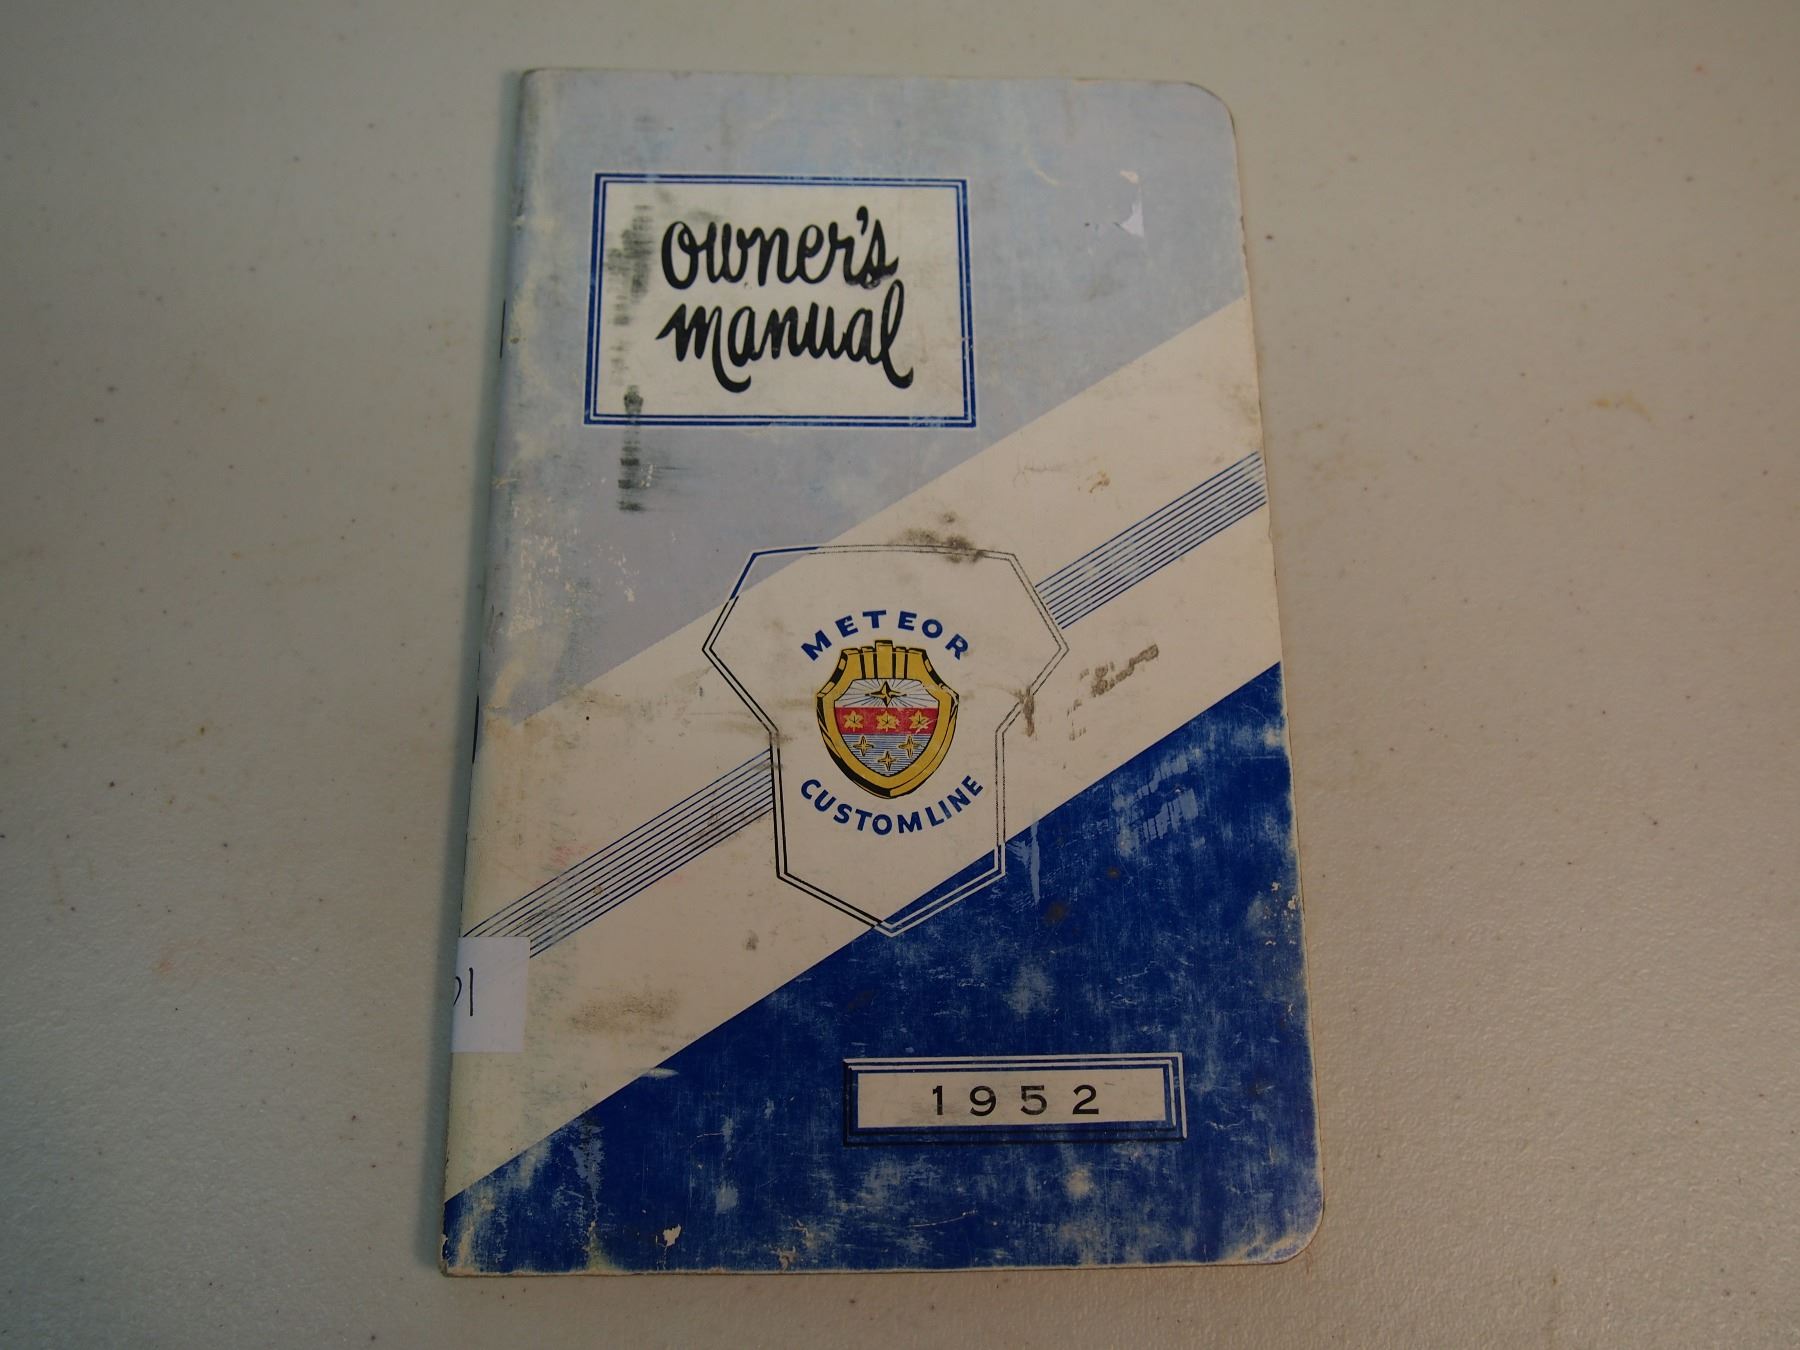 owner's
manual
METEOR
CUSTOMLINE
1952